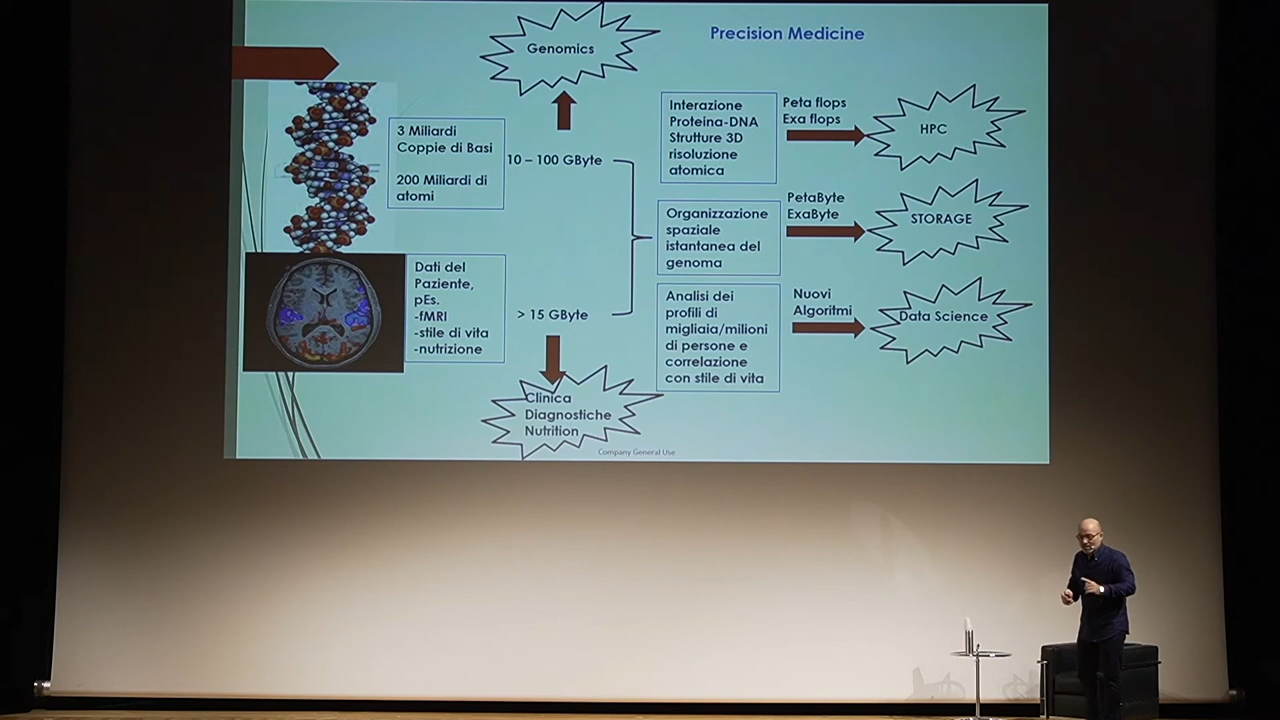 Precision Medicine
Genomics
3 Miliardi
Coppie di Basi
200 Miliardi di
atomi
10 – 100 GByte
Dati del
Paziente,
pEs.
-fMRI
-stile di vita
-nutrizione
> 15 GByte
Clinica
Diagnostiche
Nutrition
Interazione
Proteina-DNA
Strutture 3D
risoluzione
atomica
Peta flops
Exa flops
HPC
Organizzazione
spaziale
istantanea del
genoma
PetaByte
ExaByte
STORAGE
Analisi dei
profili di
migliaia/milioni
di persone e
correlazione
con stile di vita
Nuovi
Algoritmi
Data Science
Company General Use